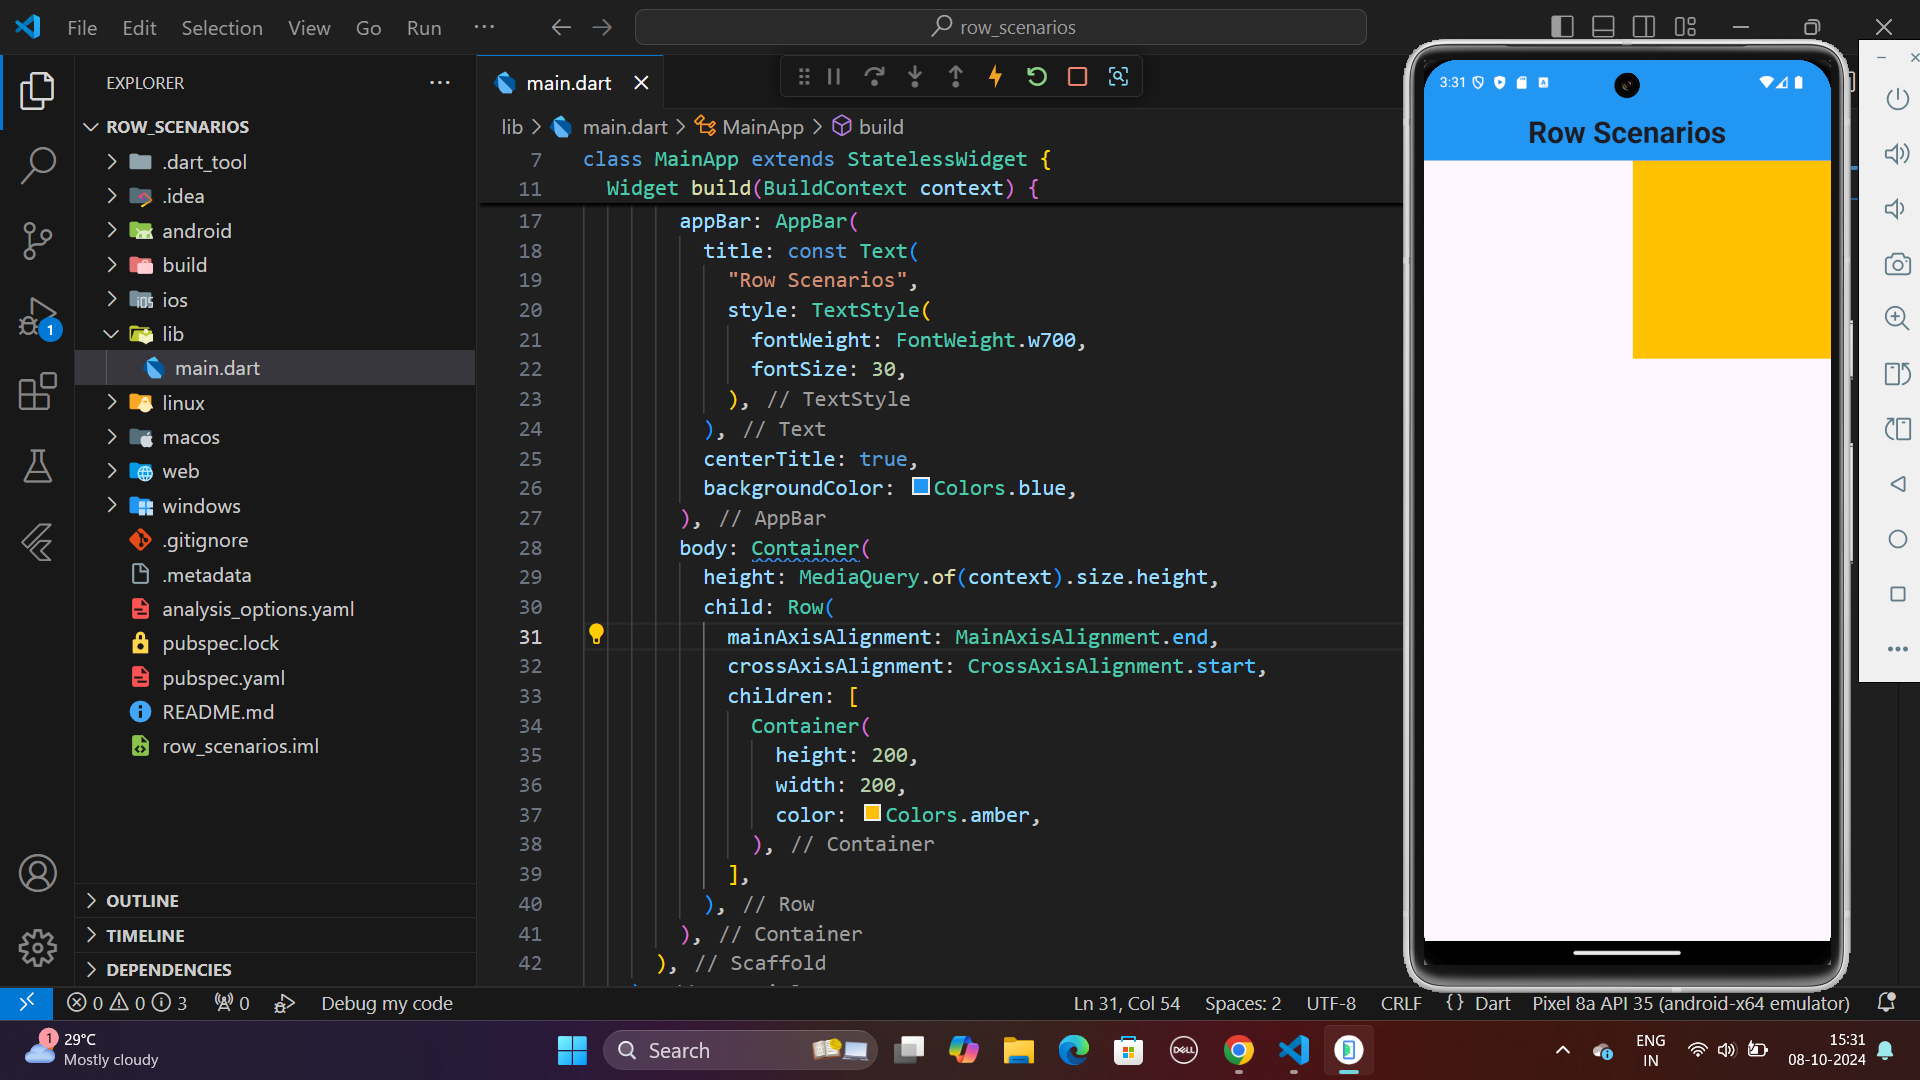 File Edit Selection View Go Run ···
row_scenarios
EXPLORER ···
ROW_SCENARIOS
.dart_tool
.idea
android
build
ios
lib
main.dart
linux
macos
web
windows
.gitignore
.metadata
analysis_options.yaml
pubspec.lock
pubspec.yaml
README.md
row_scenarios.iml
OUTLINE
TIMELINE
DEPENDENCIES
1
main.dart
lib > main.dart > MainApp > build
7 class MainApp extends StatelessWidget {
11 Widget build(BuildContext context) {
17 appBar: AppBar(
18 title: const Text(
19 "Row Scenarios",
20 style: TextStyle(
21 fontWeight: FontWeight.w700,
22 fontSize: 30,
23 ), // TextStyle
24 ), // Text
25 centerTitle: true,
26 backgroundColor: Colors.blue,
27 ), // AppBar
28 body: Container(
29 height: MediaQuery.of(context).size.height,
30 child: Row(
31 mainAxisAlignment: MainAxisAlignment.end,
32 crossAxisAlignment: CrossAxisAlignment.start,
33 children: [
34 Container(
35 height: 200,
36 width: 200,
37 color: Colors.amber,
38 ), // Container
39 ],
40 ), // Row
41 ), // Container
42 ), // Scaffold
3:31
Row Scenarios
0 0 3 0 Debug my code
Ln 31, Col 54 Spaces: 2 UTF-8 CRLF {} Dart Pixel 8a API 35 (android-x64 emulator)
1
29°C
Mostly cloudy
Search
DELL
ENG
IN
15:31
08-10-2024